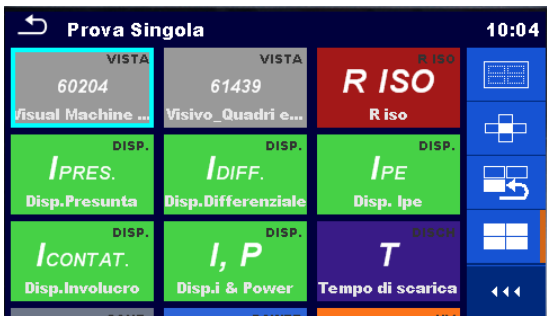 Prova Singola 10:04
VISTA VISTA R ISO
60204 61439 R ISO
Visual Machine ... Visivo_Quadri e... R iso
DISP. DISP. DISP.
IPRES. IDIFF. IPE
Disp.Presunta Disp.Differenziale Disp. Ipe
DISP. DISP.
ICONTAT. I, P T
Disp.Involucro Disp.i & Power Tempo di scarica